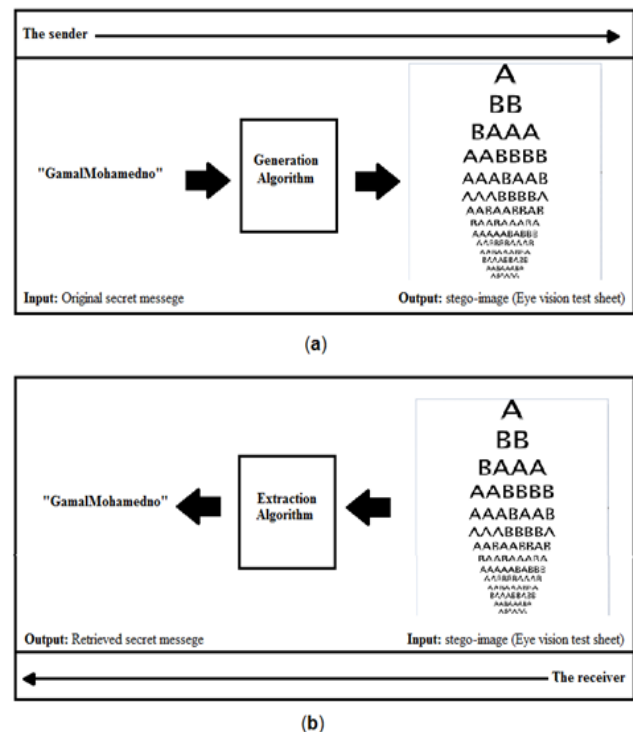 The sender
"GamalMohamedno"
Generation
Algorithm
A
BB
BAAA
AABBBB
AAABAAB
AAABBBBA
AABAABBAB
Input: Original secret messege
Output: stego-image (Eye vision test sheet)
(a)
"GamalMohamedno"
Extraction
Algorithm
A
BB
BAAA
AABBBB
AAABAAB
AAABBBBA
AABAABBAB
Output: Retrieved secret messege
Input: stego-image (Eye vision test sheet)
The receiver
(b)